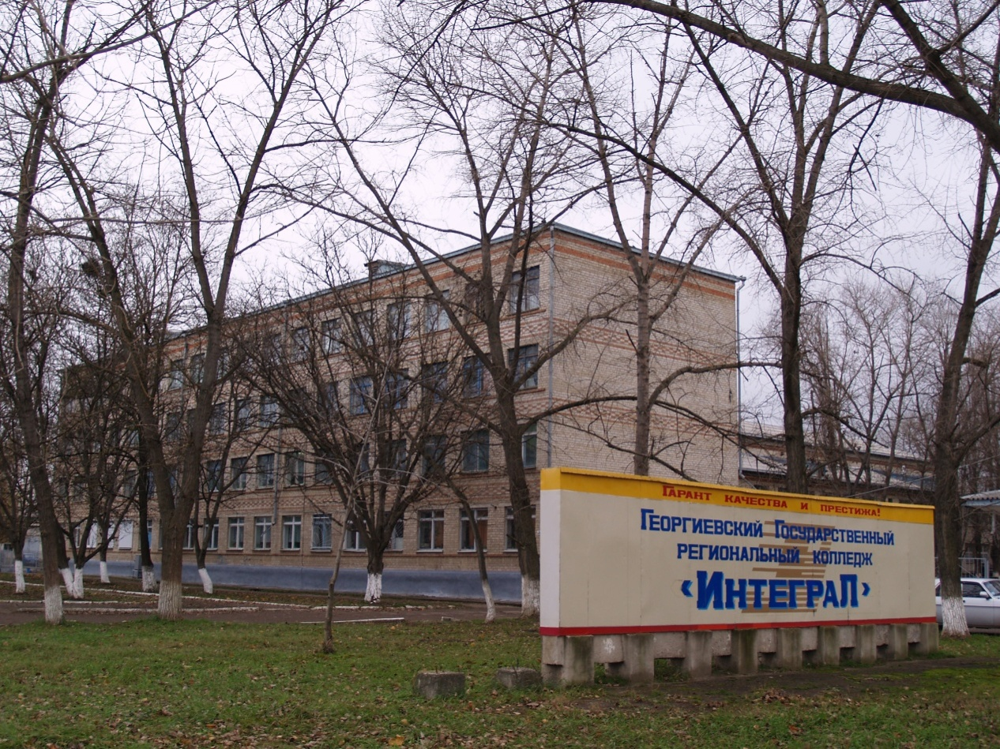 Гарант качества и престижа!
Георгиевский Государственный
региональный колледж
«Интеграл»